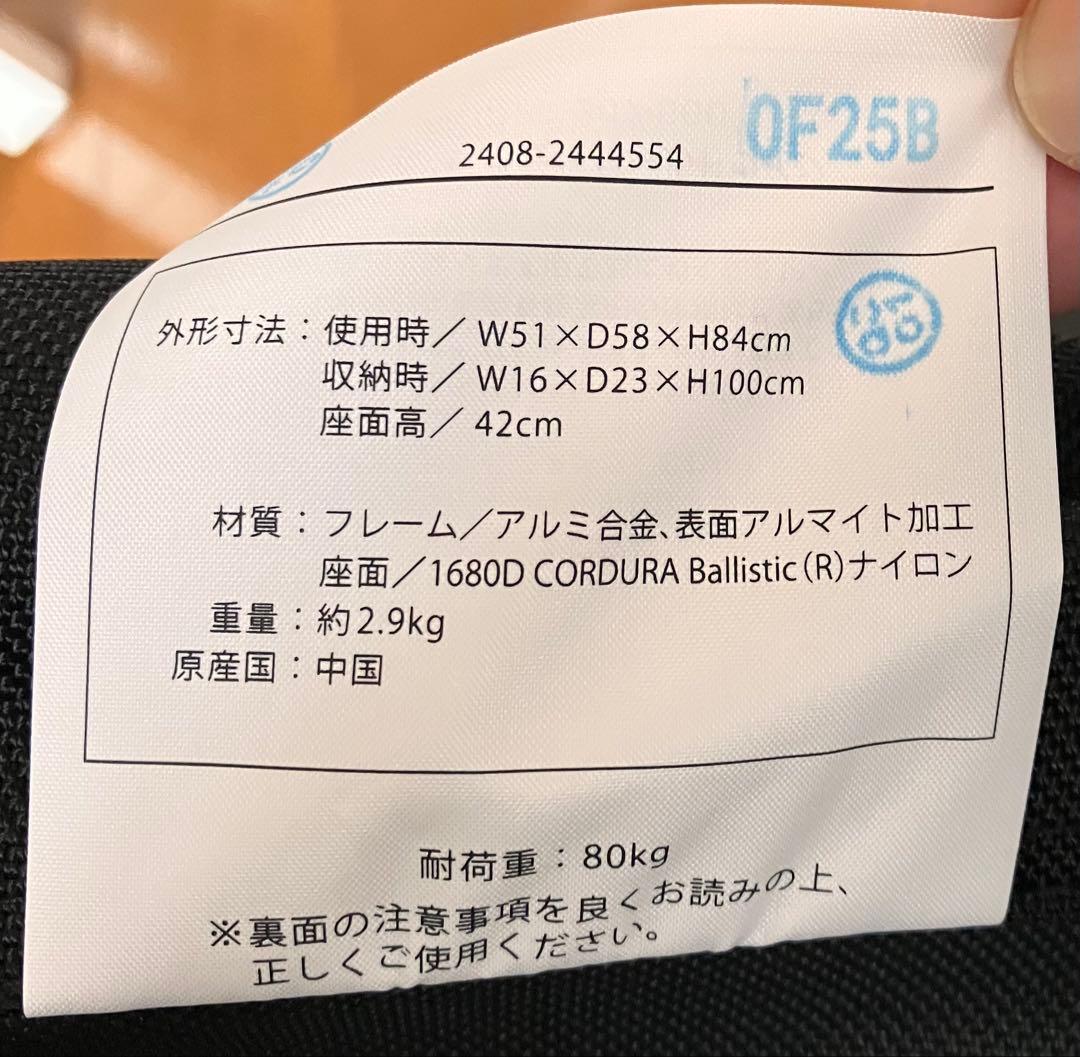 OF25B
2408-2444554
外形寸法：使用時／W51×D58×H84cm
収納時／W16×D23×H100cm
座面高／42cm
材質：フレーム／アルミ合金、表面アルマイト加工
座面／1680D CORDURA Ballistic（R）ナイロン
重量：約2.9kg
原産国：中国
耐荷重：80kg
※裏面の注意事項を良くお読みの上、
正しくご使用ください。